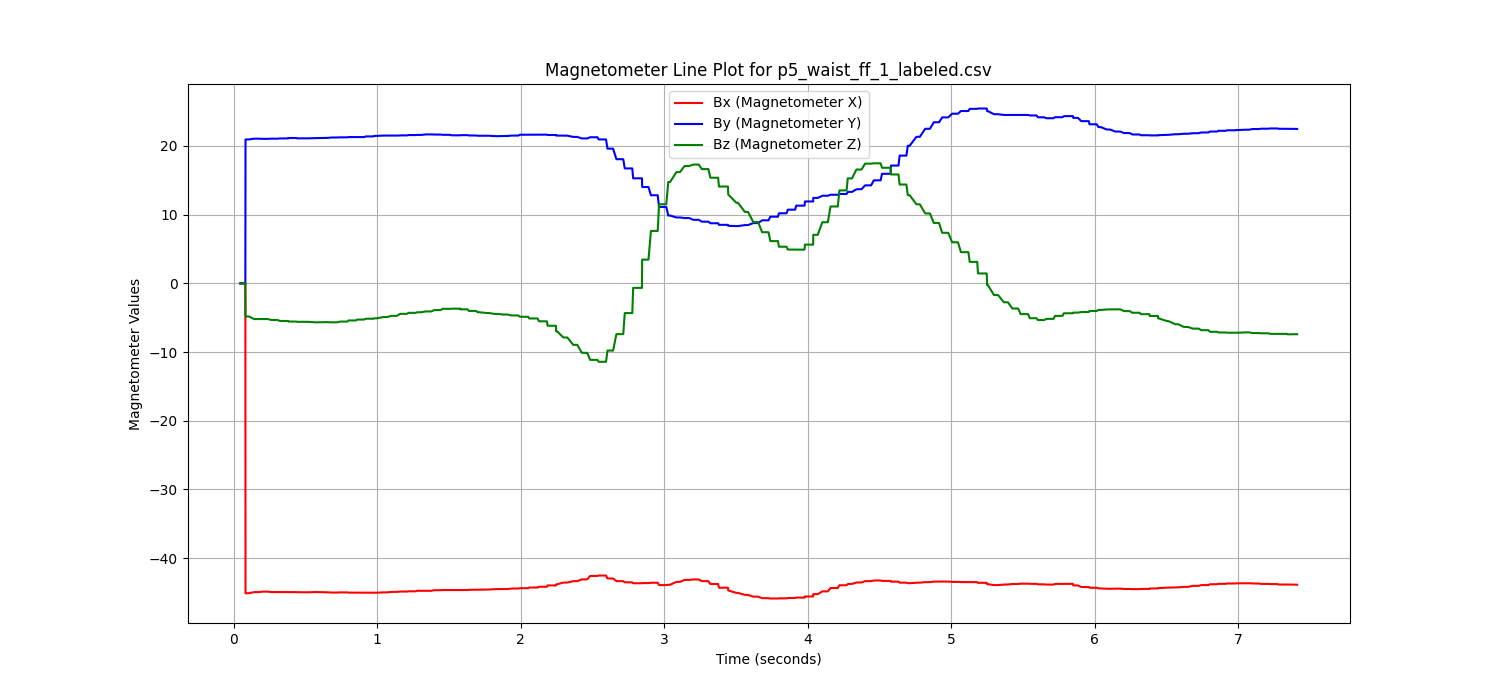 Magnetometer Line Plot for p5_waist_ff_1_labeled.csv
Bx (Magnetometer X)
By (Magnetometer Y)
Bz (Magnetometer Z)
Magnetometer Values
20
10
0
−10
−20
−30
−40
0 1 2 3 4 5 6 7
Time (seconds)